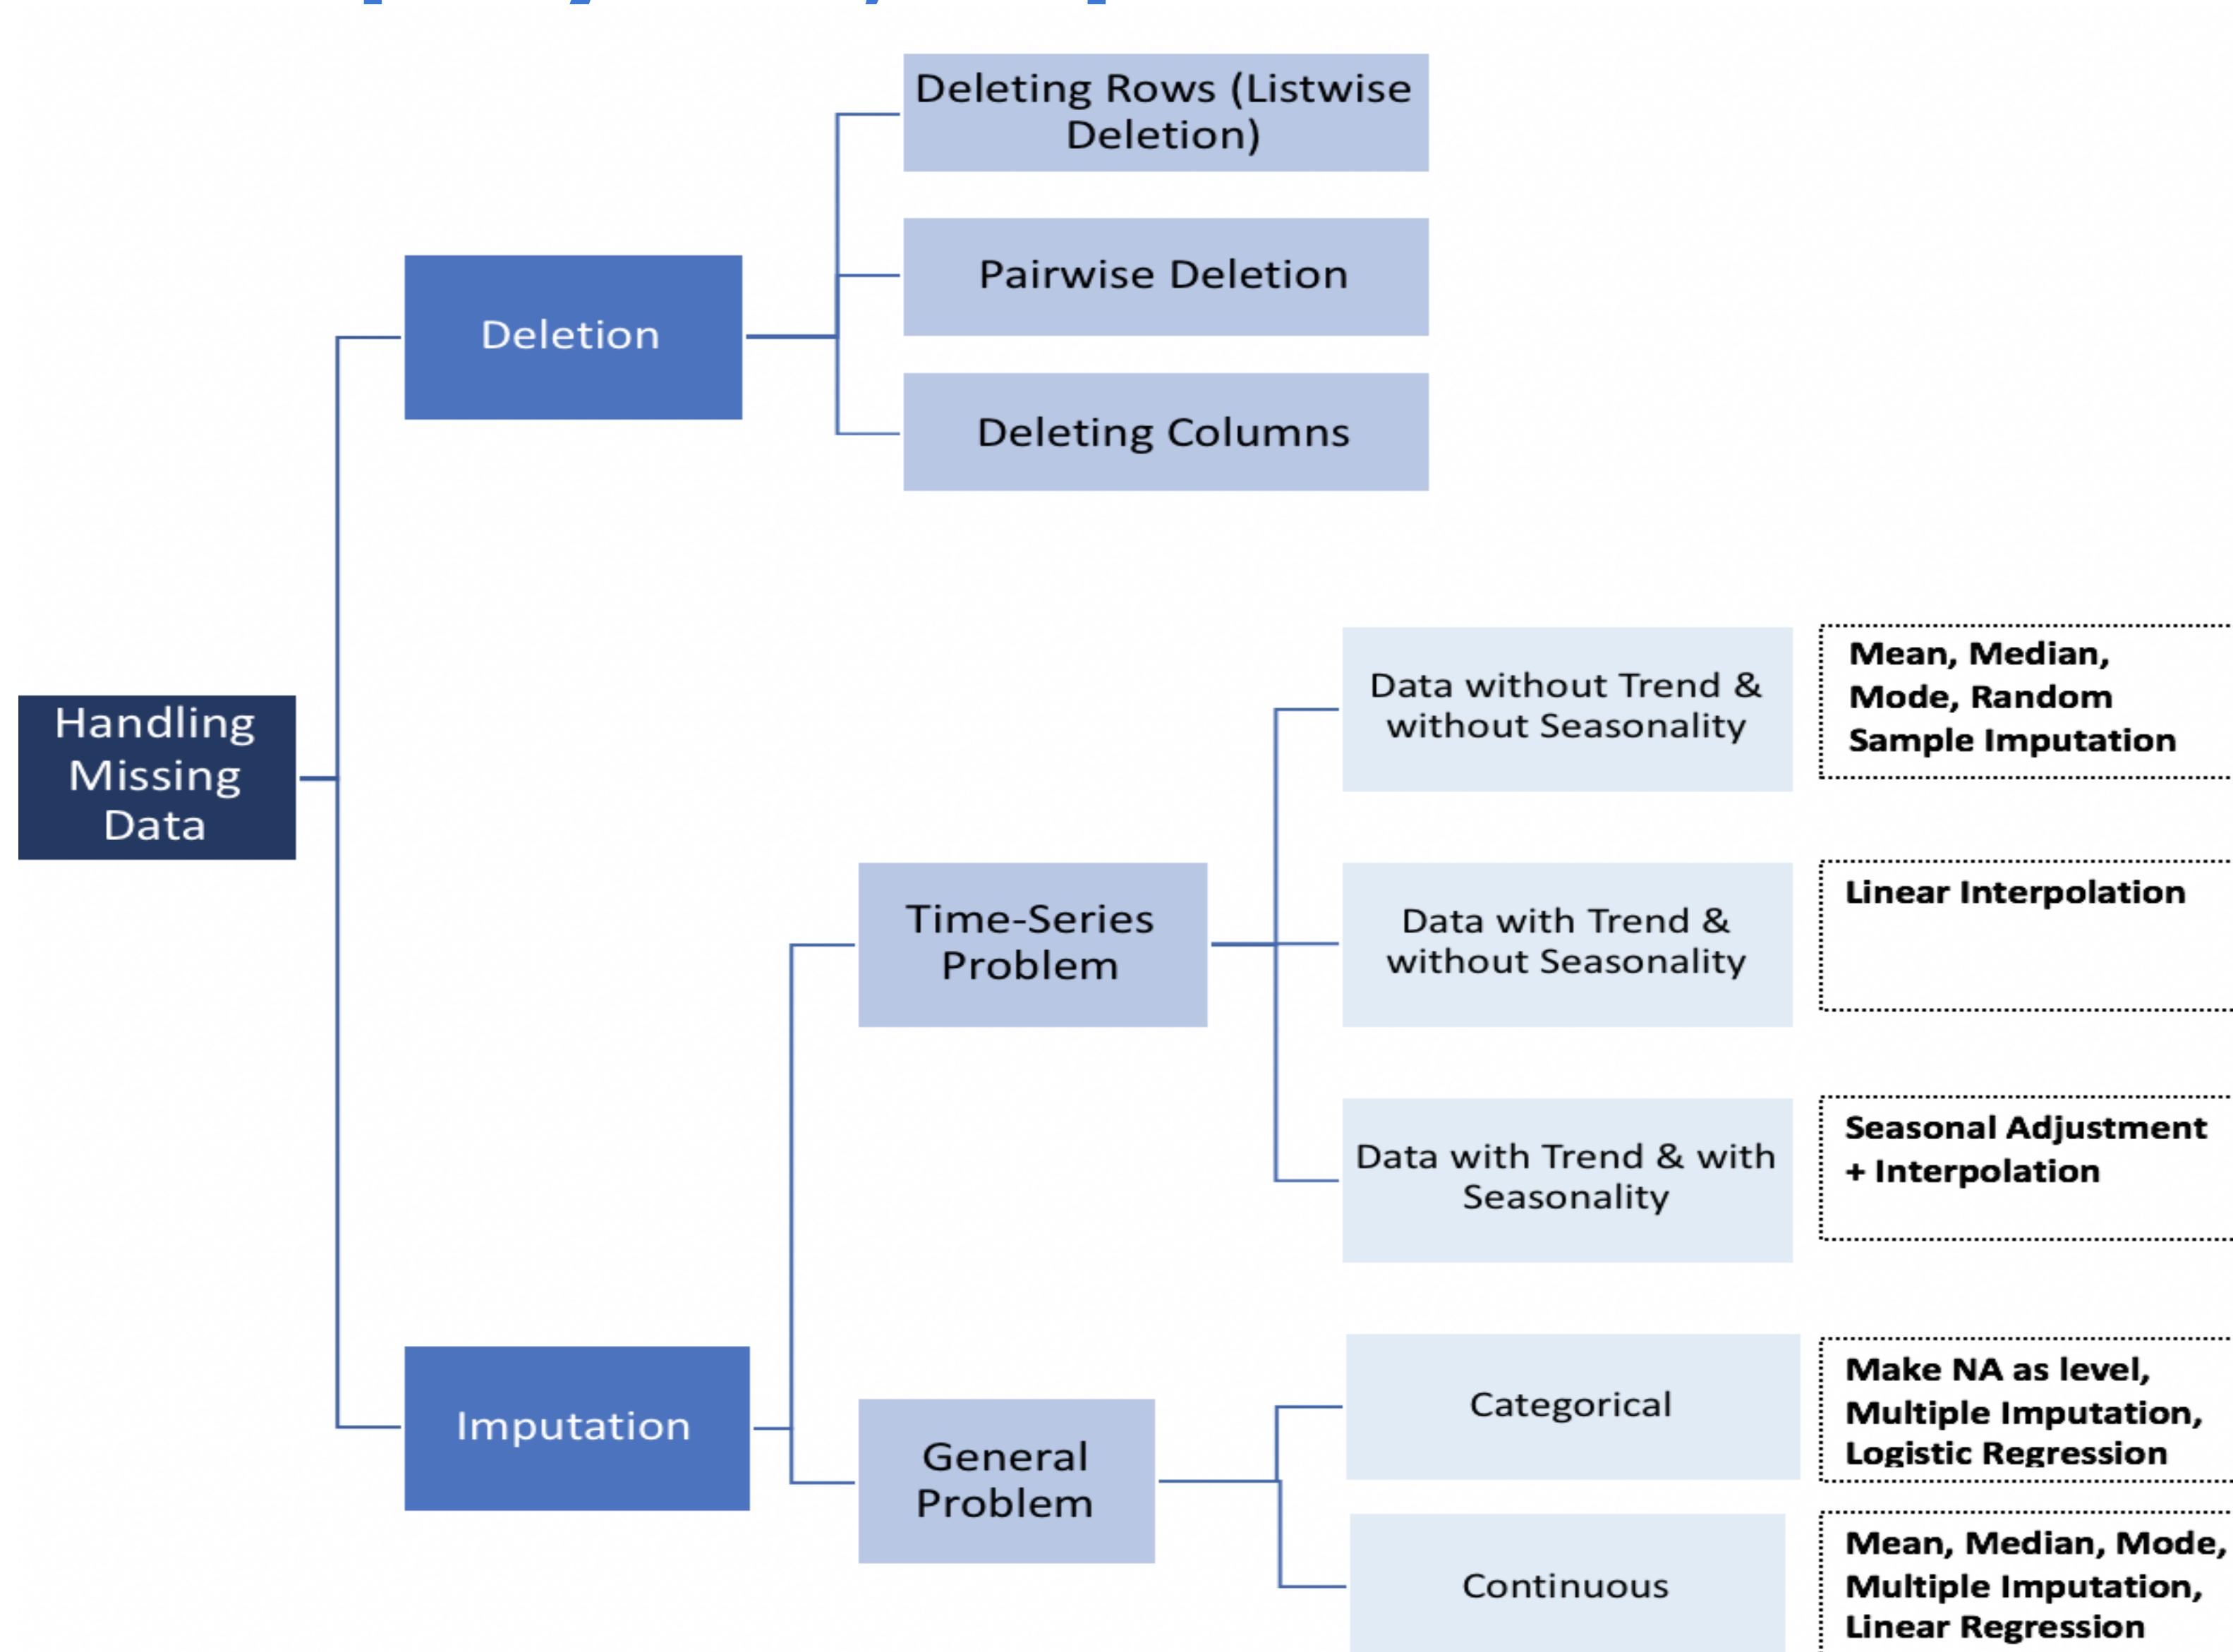 Deleting Rows (Listwise
Deletion)
Pairwise Deletion
Deletion
Deleting Columns
Handling
Missing
Data
Data without Trend &
without Seasonality
Mean, Median,
Mode, Random
Sample Imputation
Time-Series
Problem
Data with Trend &
without Seasonality
Linear Interpolation
Data with Trend & with
Seasonality
Seasonal Adjustment
+ Interpolation
Imputation
General
Problem
Categorical
Make NA as level,
Multiple Imputation,
Logistic Regression
Continuous
Mean, Median, Mode,
Multiple Imputation,
Linear Regression